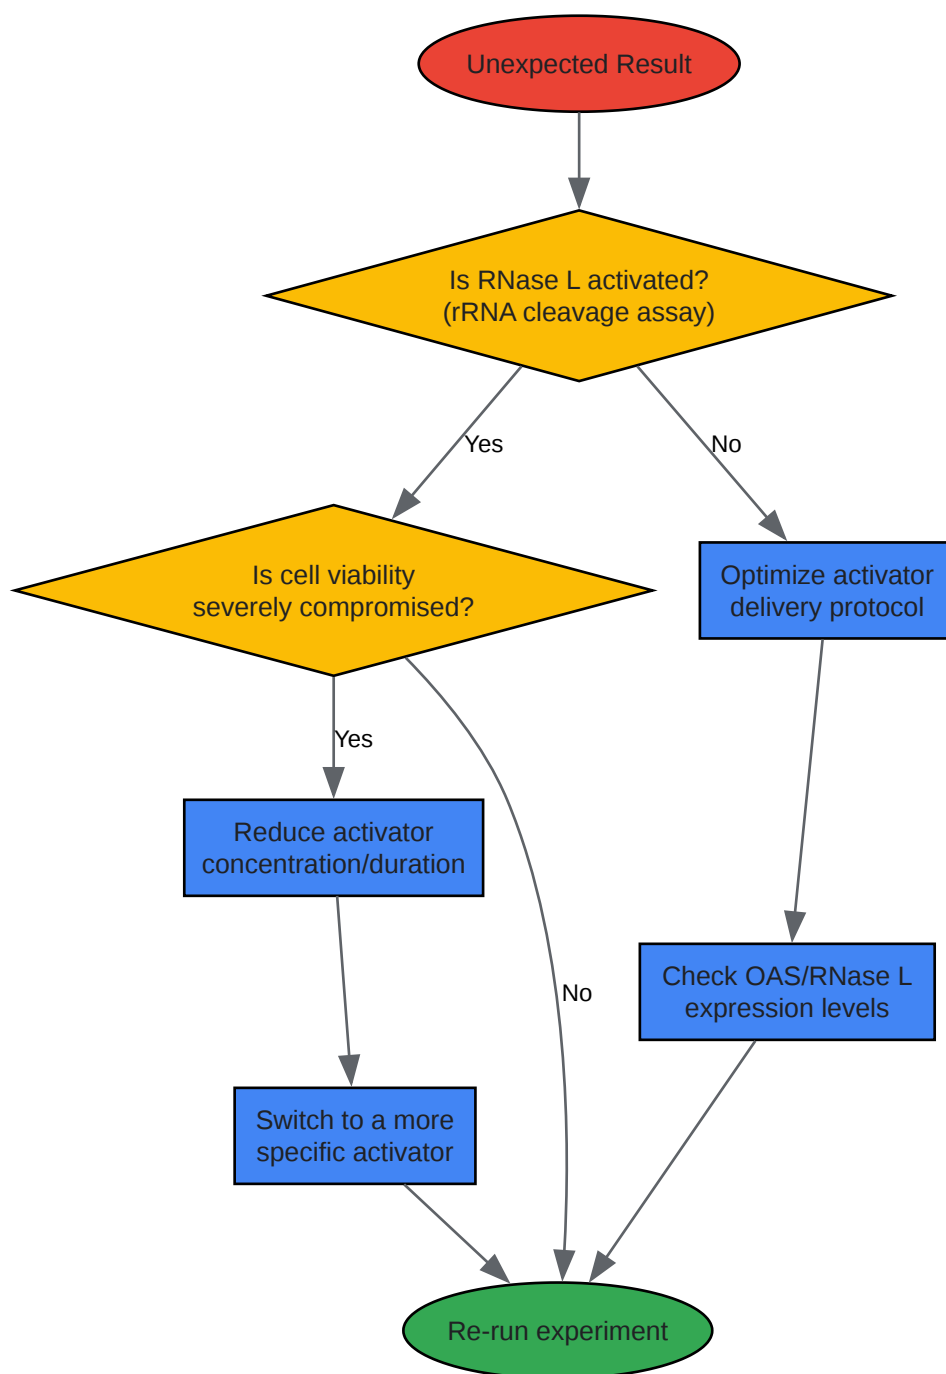 Unexpected Result
Is RNase L activated?
(rRNA cleavage assay)
Yes
No
Is cell viability
severely compromised?
Optimize activator
delivery protocol
Yes
Reduce activator
concentration/duration
No
Check OAS/RNase L
expression levels
Switch to a more
specific activator
Re-run experiment